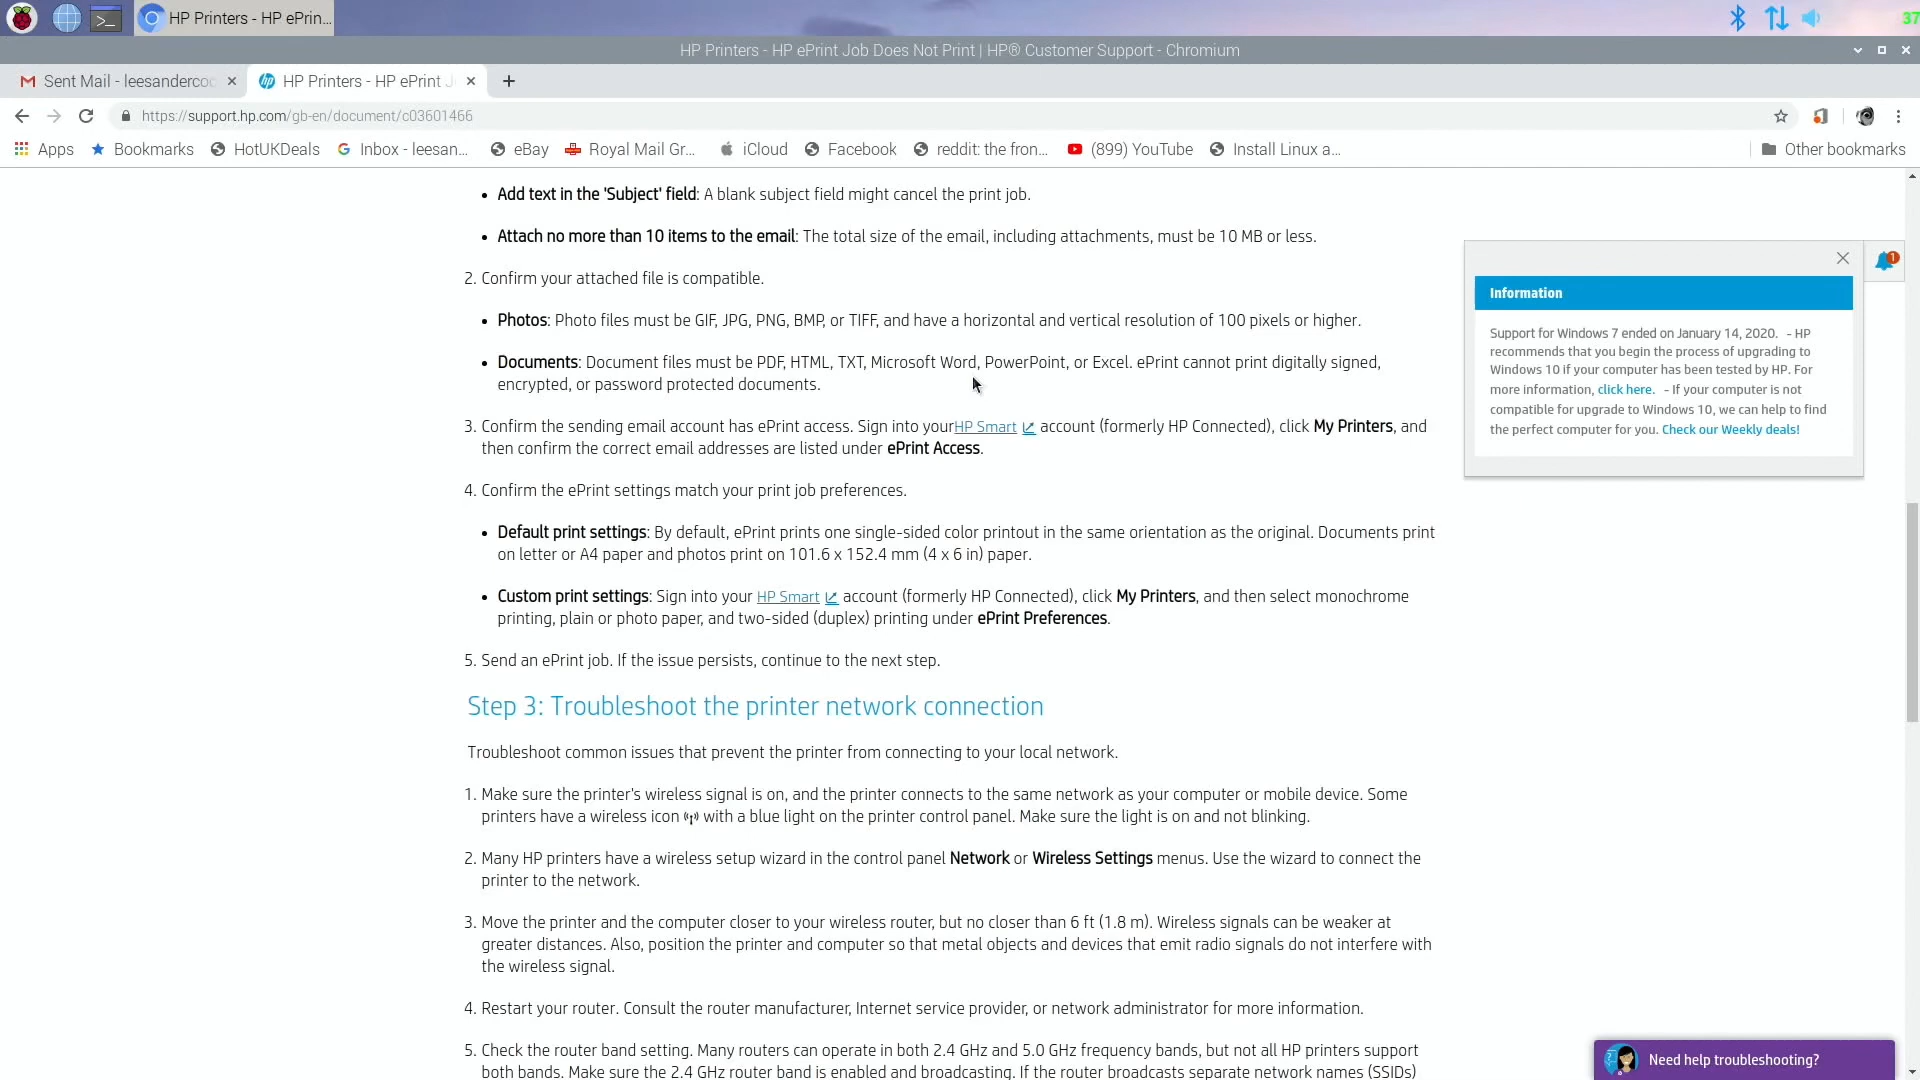 HP Printers - HP ePrin...
37
HP Printers - HP ePrint Job Does Not Print | HP® Customer Support - Chromium
Sent Mail - leesandercoc
HP Printers - HP ePrint J
https://support.hp.com/gb-en/document/c03601466
Apps
Bookmarks
HotUKDeals
Inbox - leesan...
eBay
Royal Mail Gr...
iCloud
Facebook
reddit: the fron...
(899) YouTube
Install Linux a...
Other bookmarks
• Add text in the 'Subject' field: A blank subject field might cancel the print job.
• Attach no more than 10 items to the email: The total size of the email, including attachments, must be 10 MB or less.
2. Confirm your attached file is compatible.
• Photos: Photo files must be GIF, JPG, PNG, BMP, or TIFF, and have a horizontal and vertical resolution of 100 pixels or higher.
• Documents: Document files must be PDF, HTML, TXT, Microsoft Word, PowerPoint, or Excel. ePrint cannot print digitally signed,
encrypted, or password protected documents.
3. Confirm the sending email account has ePrint access. Sign into yourHP Smart account (formerly HP Connected), click My Printers, and
then confirm the correct email addresses are listed under ePrint Access.
4. Confirm the ePrint settings match your print job preferences.
• Default print settings: By default, ePrint prints one single-sided color printout in the same orientation as the original. Documents print
on letter or A4 paper and photos print on 101.6 x 152.4 mm (4 x 6 in) paper.
• Custom print settings: Sign into your HP Smart account (formerly HP Connected), click My Printers, and then select monochrome
printing, plain or photo paper, and two-sided (duplex) printing under ePrint Preferences.
5. Send an ePrint job. If the issue persists, continue to the next step.
Step 3: Troubleshoot the printer network connection
Troubleshoot common issues that prevent the printer from connecting to your local network.
1. Make sure the printer's wireless signal is on, and the printer connects to the same network as your computer or mobile device. Some
printers have a wireless icon with a blue light on the printer control panel. Make sure the light is on and not blinking.
2. Many HP printers have a wireless setup wizard in the control panel Network or Wireless Settings menus. Use the wizard to connect the
printer to the network.
3. Move the printer and the computer closer to your wireless router, but no closer than 6 ft (1.8 m). Wireless signals can be weaker at
greater distances. Also, position the printer and computer so that metal objects and devices that emit radio signals do not interfere with
the wireless signal.
4. Restart your router. Consult the router manufacturer, Internet service provider, or network administrator for more information.
5. Check the router band setting. Many routers can operate in both 2.4 GHz and 5.0 GHz frequency bands, but not all HP printers support
both bands. Make sure the 2.4 GHz router band is enabled and broadcasting. If the router broadcasts separate network names (SSIDs)
1
Information
Support for Windows 7 ended on January 14, 2020. - HP
recommends that you begin the process of upgrading to
Windows 10 if your computer has been tested by HP. For
more information, click here. - If your computer is not
compatible for upgrade to Windows 10, we can help to find
the perfect computer for you. Check our Weekly deals!
Need help troubleshooting?